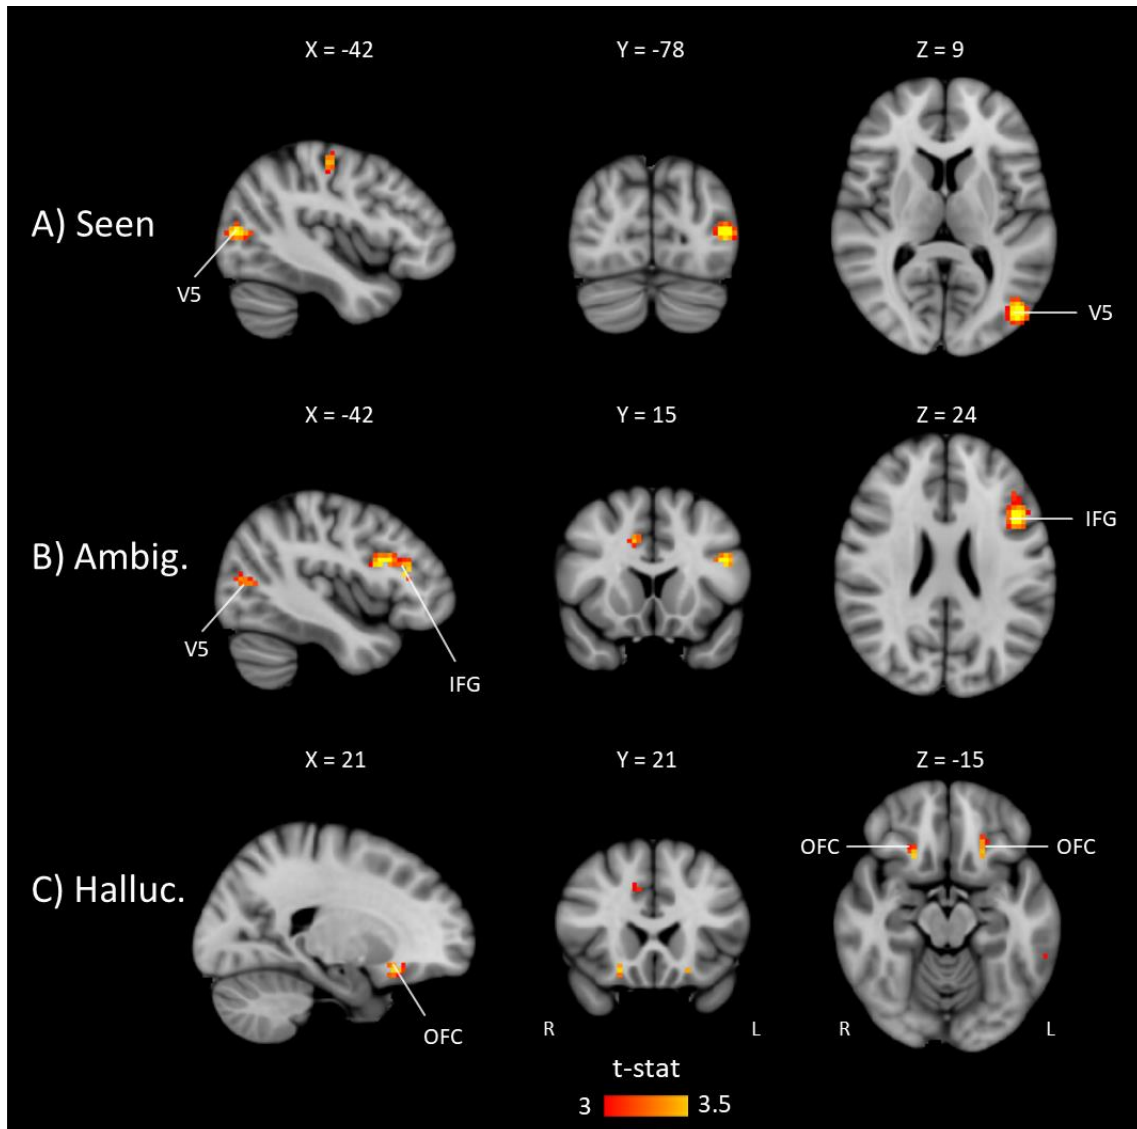 X = -42
Y = -78
Z = 9
A) Seen
V5
V5
X = -42
Y = 15
Z = 24
IFG
B) Ambig.
V5
IFG
X = 21
Y = 21
Z = -15
OFC
OFC
C) Halluc.
OFC
R
L
R
L
t-stat
3
3.5